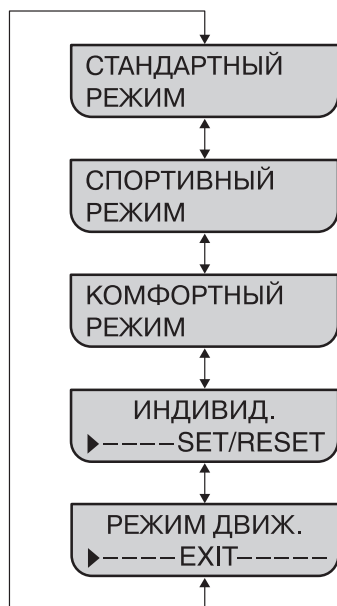 СТАНДАРТНЫЙ
РЕЖИМ
СПОРТИВНЫЙ
РЕЖИМ
КОМФОРТНЫЙ
РЕЖИМ
ИНДИВИД.
▶----SET/RESET
РЕЖИМ ДВИЖ.
▶----EXIT-----